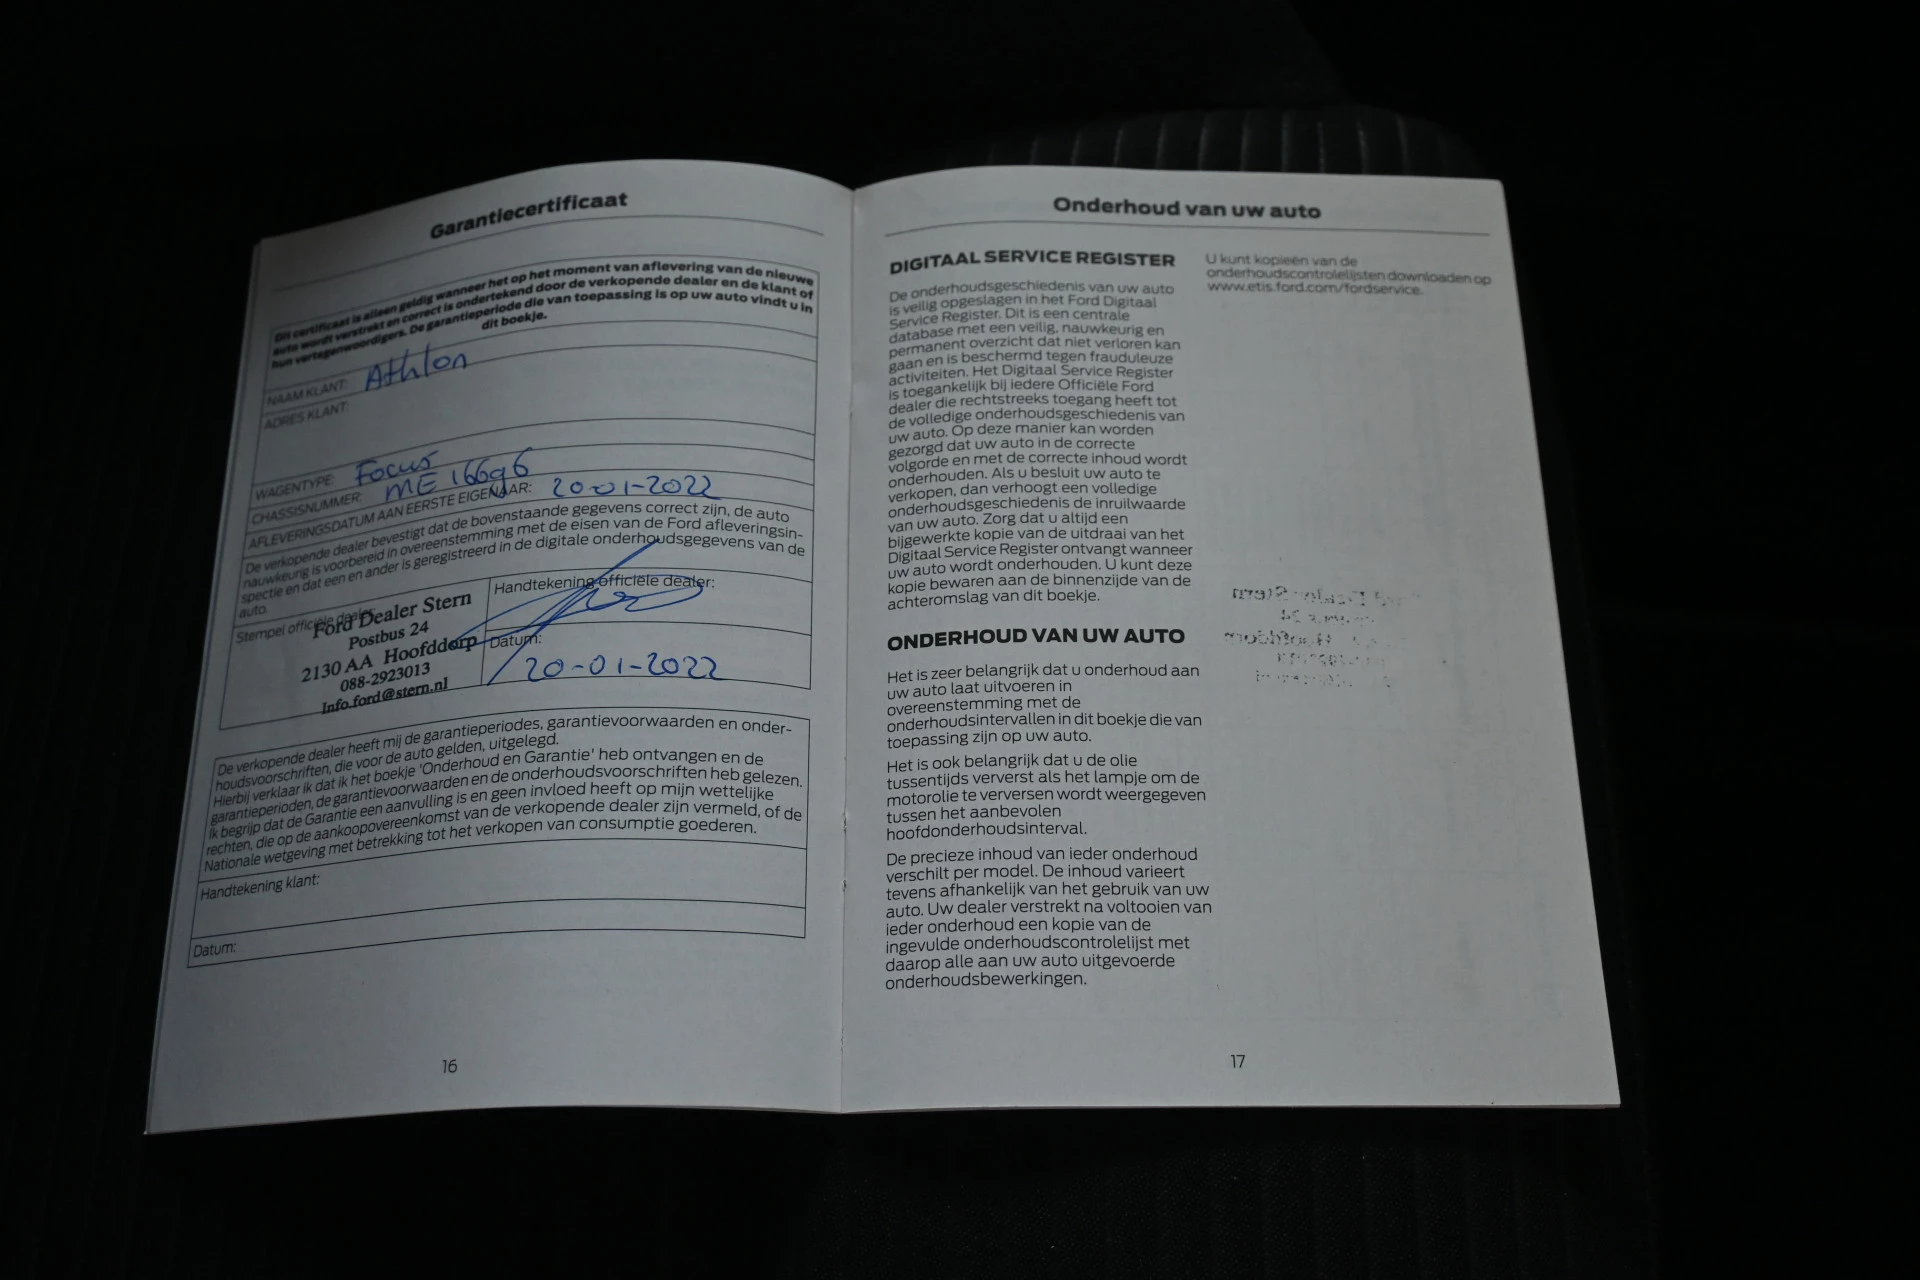 Garantiecertificaat
Dit certificaat is alleen geldig wanneer het op het moment van aflevering van de nieuwe
auto wordt verstrekt en correct is ondertekend door de verkopende dealer en de klant of
hun vertegenwoordigers. De garantieperiode die van toepassing is op uw auto vindt u in
dit boekje.
NAAM KLANT: Athlon
ADRES KLANT:
WAGENTYPE: Focus
CHASSISNUMMER: ME 16696
AFLEVERINGSDATUM AAN EERSTE EIGENAAR: 20-01-2022
De verkopende dealer bevestigt dat de bovenstaande gegevens correct zijn, de auto
nauwkeurig is voorbereid in overeenstemming met de eisen van de Ford afleveringsin-
spectie en dat een en ander is geregistreerd in de digitale onderhoudsgegevens van de
auto.
Stempel officiële dealer:
Ford Dealer Stern
Postbus 24
2130 AA Hoofddorp
088-2923013
Info.ford@stern.nl
Handtekening officiële dealer:
Datum:
20-01-2022
De verkopende dealer heeft mij de garantieperiodes, garantievoorwaarden en onder-
houdsvoorschriften, die voor de auto gelden, uitgelegd.
Hierbij verklaar ik dat ik het boekje 'Onderhoud en Garantie' heb ontvangen en de
garantieperioden, de garantievoorwaarden en de onderhoudsvoorschriften heb gelezen.
Ik begrijp dat de Garantie een aanvulling is en geen invloed heeft op mijn wettelijke
rechten, die op de aankoopovereenkomst van de verkopende dealer zijn vermeld, of de
Nationale wetgeving met betrekking tot het verkopen van consumptie goederen.
Handtekening klant:
Datum:
16
Onderhoud van uw auto
DIGITAAL SERVICE REGISTER
De onderhoudsgeschiedenis van uw auto
is veilig opgeslagen in het Ford Digitaal
Service Register. Dit is een centrale
database met een veilig, nauwkeurig en
permanent overzicht dat niet verloren kan
gaan en is beschermd tegen frauduleuze
activiteiten. Het Digitaal Service Register
is toegankelijk bij iedere Officiële Ford
dealer die rechtstreeks toegang heeft tot
de volledige onderhoudsgeschiedenis van
uw auto. Op deze manier kan worden
gezorgd dat uw auto in de correcte
volgorde en met de correcte inhoud wordt
onderhouden. Als u besluit uw auto te
verkopen, dan verhoogt een volledige
onderhoudsgeschiedenis de inruilwaarde
van uw auto. Zorg dat u altijd een
bijgewerkte kopie van de uitdraai van het
Digitaal Service Register ontvangt wanneer
uw auto wordt onderhouden. U kunt deze
kopie bewaren aan de binnenzijde van de
achteromslag van dit boekje.
ONDERHOUD VAN UW AUTO
Het is zeer belangrijk dat u onderhoud aan
uw auto laat uitvoeren in
overeenstemming met de
onderhoudsintervallen in dit boekje die van
toepassing zijn op uw auto.
Het is ook belangrijk dat u de olie
tussentijds ververst als het lampje om de
motorolie te verversen wordt weergegeven
tussen het aanbevolen
hoofdonderhoudsinterval.
De precieze inhoud van ieder onderhoud
verschilt per model. De inhoud varieert
tevens afhankelijk van het gebruik van uw
auto. Uw dealer verstrekt na voltooien van
ieder onderhoud een kopie van de
ingevulde onderhoudscontrolelijst met
daarop alle aan uw auto uitgevoerde
onderhoudsbewerkingen.
U kunt kopieën van de
onderhoudscontrolelijsten downloaden op
www.etis.ford.com/fordservice.
17